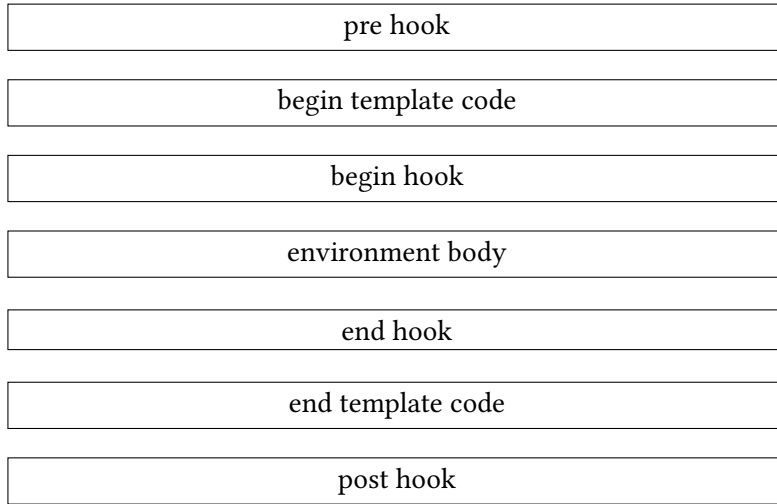 pre hook
begin template code
begin hook
environment body
end hook
end template code
post hook